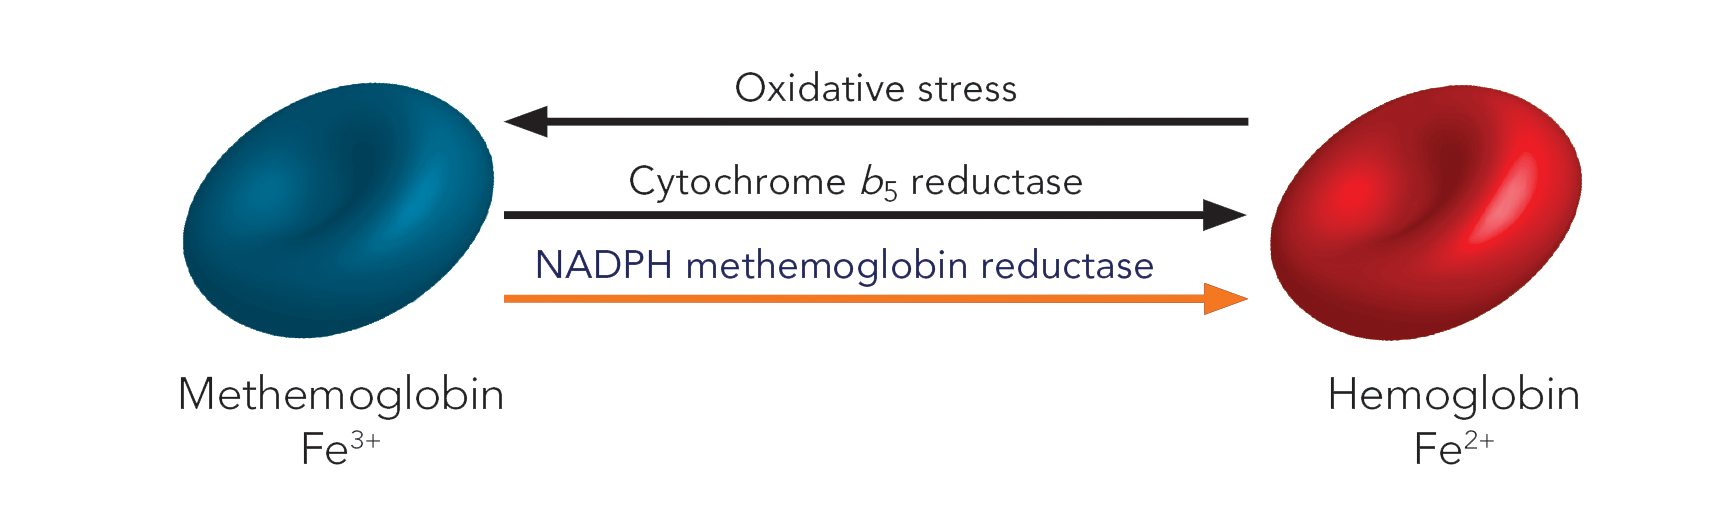 Oxidative stress
Cytochrome b₅ reductase
NADPH methemoglobin reductase
Methemoglobin
Fe³⁺
Hemoglobin
Fe²⁺